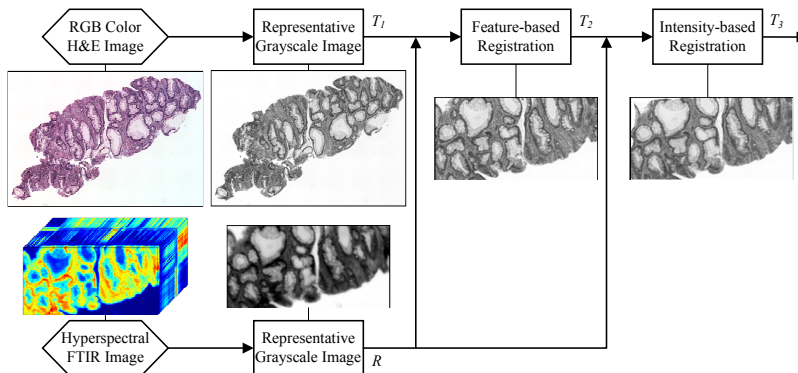 RGB Color
H&E Image
Representative
Grayscale Image
T1
Feature-based
Registration
T2
Intensity-based
Registration
T3
Hyperspectral
FTIR Image
Representative
Grayscale Image
R